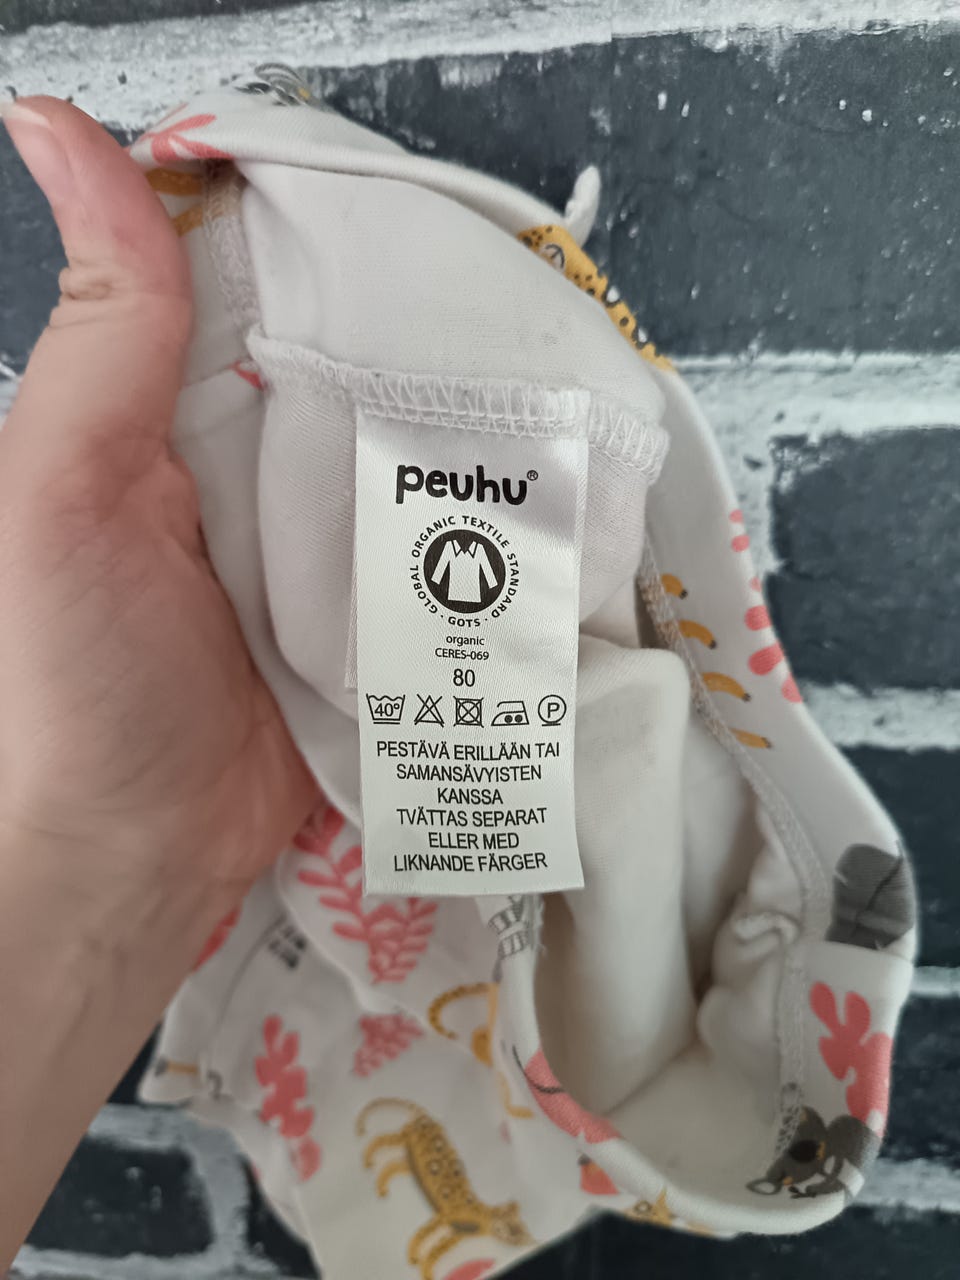 peuhu®
GLOBAL ORGANIC TEXTILE STANDARD
· GOTS ·
organic
CERES-069
80
40° P
PESTÄVÄ ERILLÄÄN TAI
SAMANSÄVYISTEN
KANSSA
TVÄTTAS SEPARAT
ELLER MED
LIKNANDE FÄRGER